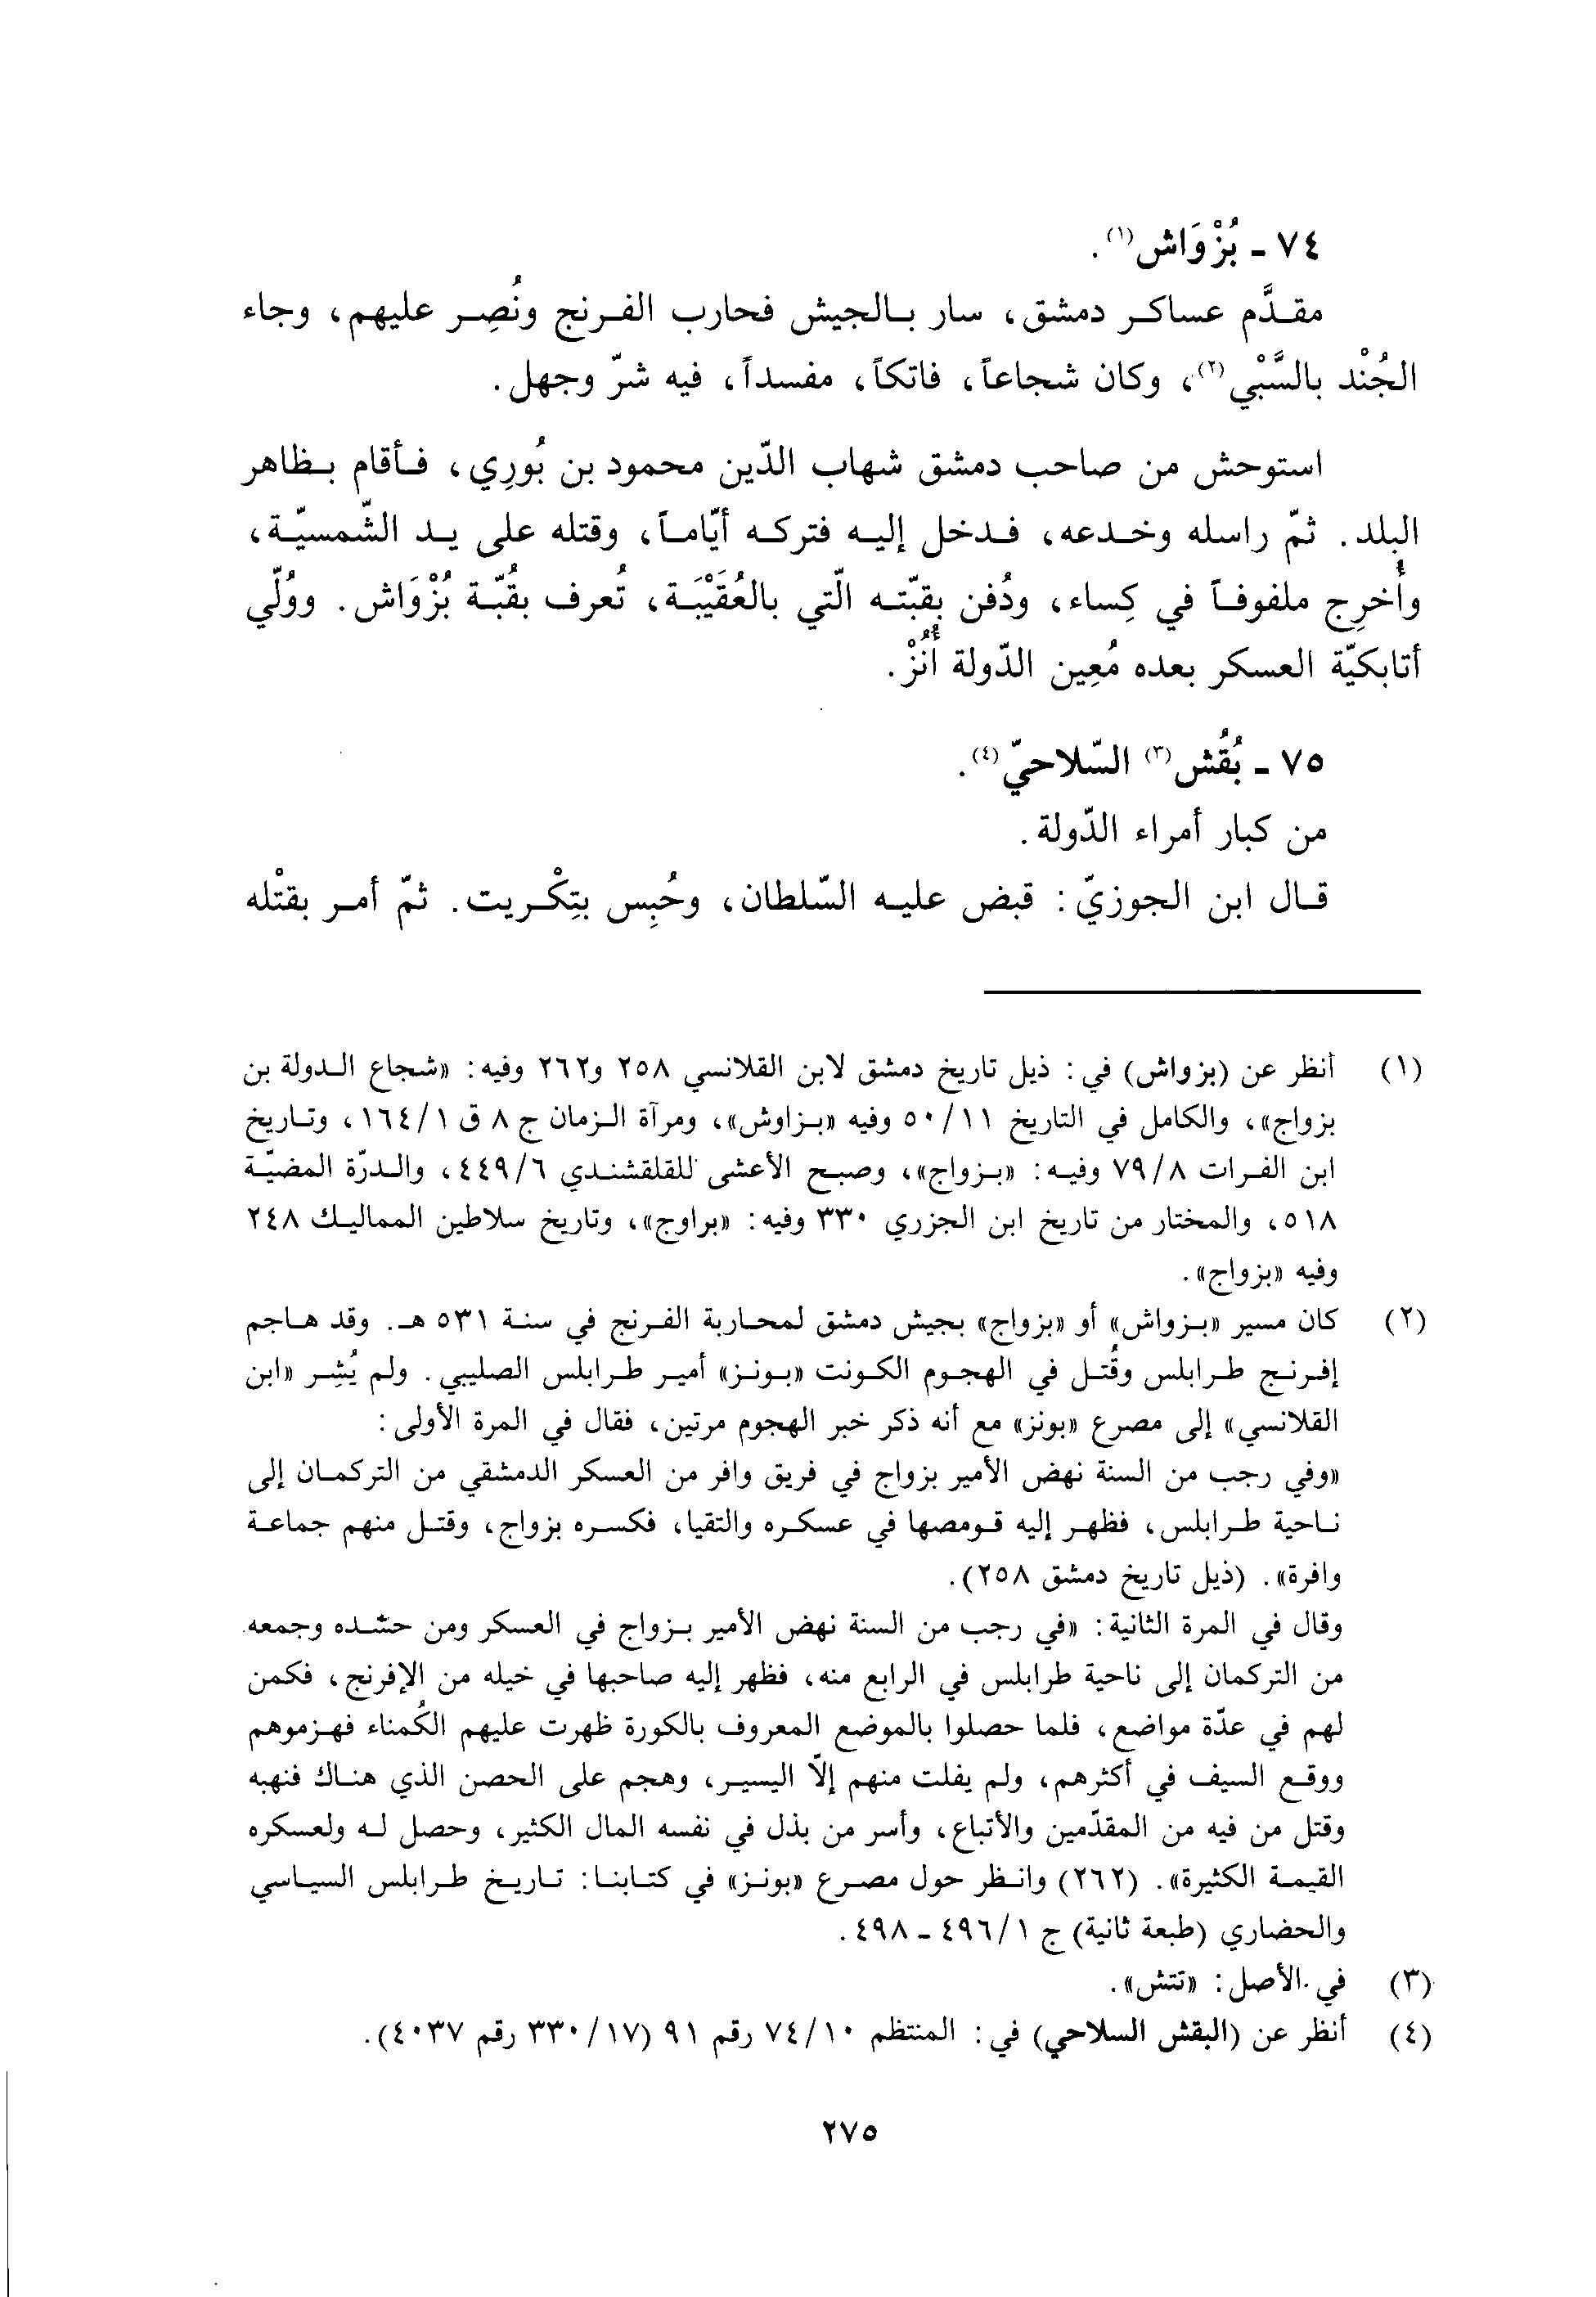 ٧٤ - بُزْوَاش(١).
مقدَّم عساكر دمشق، سار بالجيش فحارب الفرنج ونُصِر عليهم، وجاء
الجُنْد بالسَّبْي(٢)، وكان شجاعاً، فاتكاً، مفسداً، فيه شرّ وجهل.
استوحش من صاحب دمشق شهاب الدّين محمود بن بُورِي، فأقام بظاهر
البلد. ثمّ راسله وخدعه، فدخل إليه فتركه أيّاماً، وقتله على يد الشّمسيّة،
وأُخرِج ملفوفاً في كِساء، ودُفن بقبّته الّتي بالعُقَيْبَة، تُعرف بقُبّة بُزْوَاش. ووُلّي
أتابكيّة العسكر بعده مُعِين الدّولة أُنُزْ.
٧٥ - بُقُش(٣) السّلاحيّ(٤).
من كبار أمراء الدّولة.
قال ابن الجوزيّ: قبض عليه السّلطان، وحُبِس بتِكْريت. ثمّ أمر بقتْله
(١) أنظر عن (بزواش) في: ذيل تاريخ دمشق لابن القلانسي ٢٥٨ و٢٦٢ وفيه: «شجاع الدولة بن
بزواج»، والكامل في التاريخ ١١/٥٠ وفيه «بزاوش»، ومرآة الزمان ج ٨ ق ١/١٦٤، وتاريخ
ابن الفرات ٨/٧٩ وفيه: «بزواج»، وصبح الأعشى للقلقشندي ٦/٤٤٩، والدرّة المضيّة
٥١٨، والمختار من تاريخ ابن الجزري ٣٣٠ وفيه: «براوج»، وتاريخ سلاطين المماليك ٢٤٨
وفيه «بزواج».
(٢) كان مسير «بزواش» أو «بزواج» بجيش دمشق لمحاربة الفرنج في سنة ٥٣١ هـ. وقد هاجم
إفرنج طرابلس وقُتل في الهجوم الكونت «بونز» أمير طرابلس الصليبي. ولم يُشِر «ابن
القلانسي» إلى مصرع «بونز» مع أنه ذكر خبر الهجوم مرتين، فقال في المرة الأولى:
«وفي رجب من السنة نهض الأمير بزواج في فريق وافر من العسكر الدمشقي من التركمان إلى
ناحية طرابلس، فظهر إليه قومصها في عسكره والتقيا، فكسره بزواج، وقتل منهم جماعة
وافرة». (ذيل تاريخ دمشق ٢٥٨).
وقال في المرة الثانية: «في رجب من السنة نهض الأمير بزواج في العسكر ومن حشده وجمعه
من التركمان إلى ناحية طرابلس في الرابع منه، فظهر إليه صاحبها في خيله من الإفرنج، فكمن
لهم في عدّة مواضع، فلما حصلوا بالموضع المعروف بالكورة ظهرت عليهم الكُمناء فهزموهم
ووقع السيف في أكثرهم، ولم يفلت منهم إلّا اليسير، وهجم على الحصن الذي هناك فنهبه
وقتل من فيه من المقدّمين والأتباع، وأسر من بذل في نفسه المال الكثير، وحصل له ولعسكره
القيمة الكثيرة». (٢٦٢) وانظر حول مصرع «بونز» في كتابنا: تاريخ طرابلس السياسي
والحضاري (طبعة ثانية) ج ١/٤٩٦ - ٤٩٨.
(٣) في الأصل: «تتش».
(٤) أنظر عن (البقش السلاحي) في: المنتظم ١٠/٧٤ رقم ٩١ (١٧/٣٣٠ رقم ٤٠٣٧).
٢٧٥